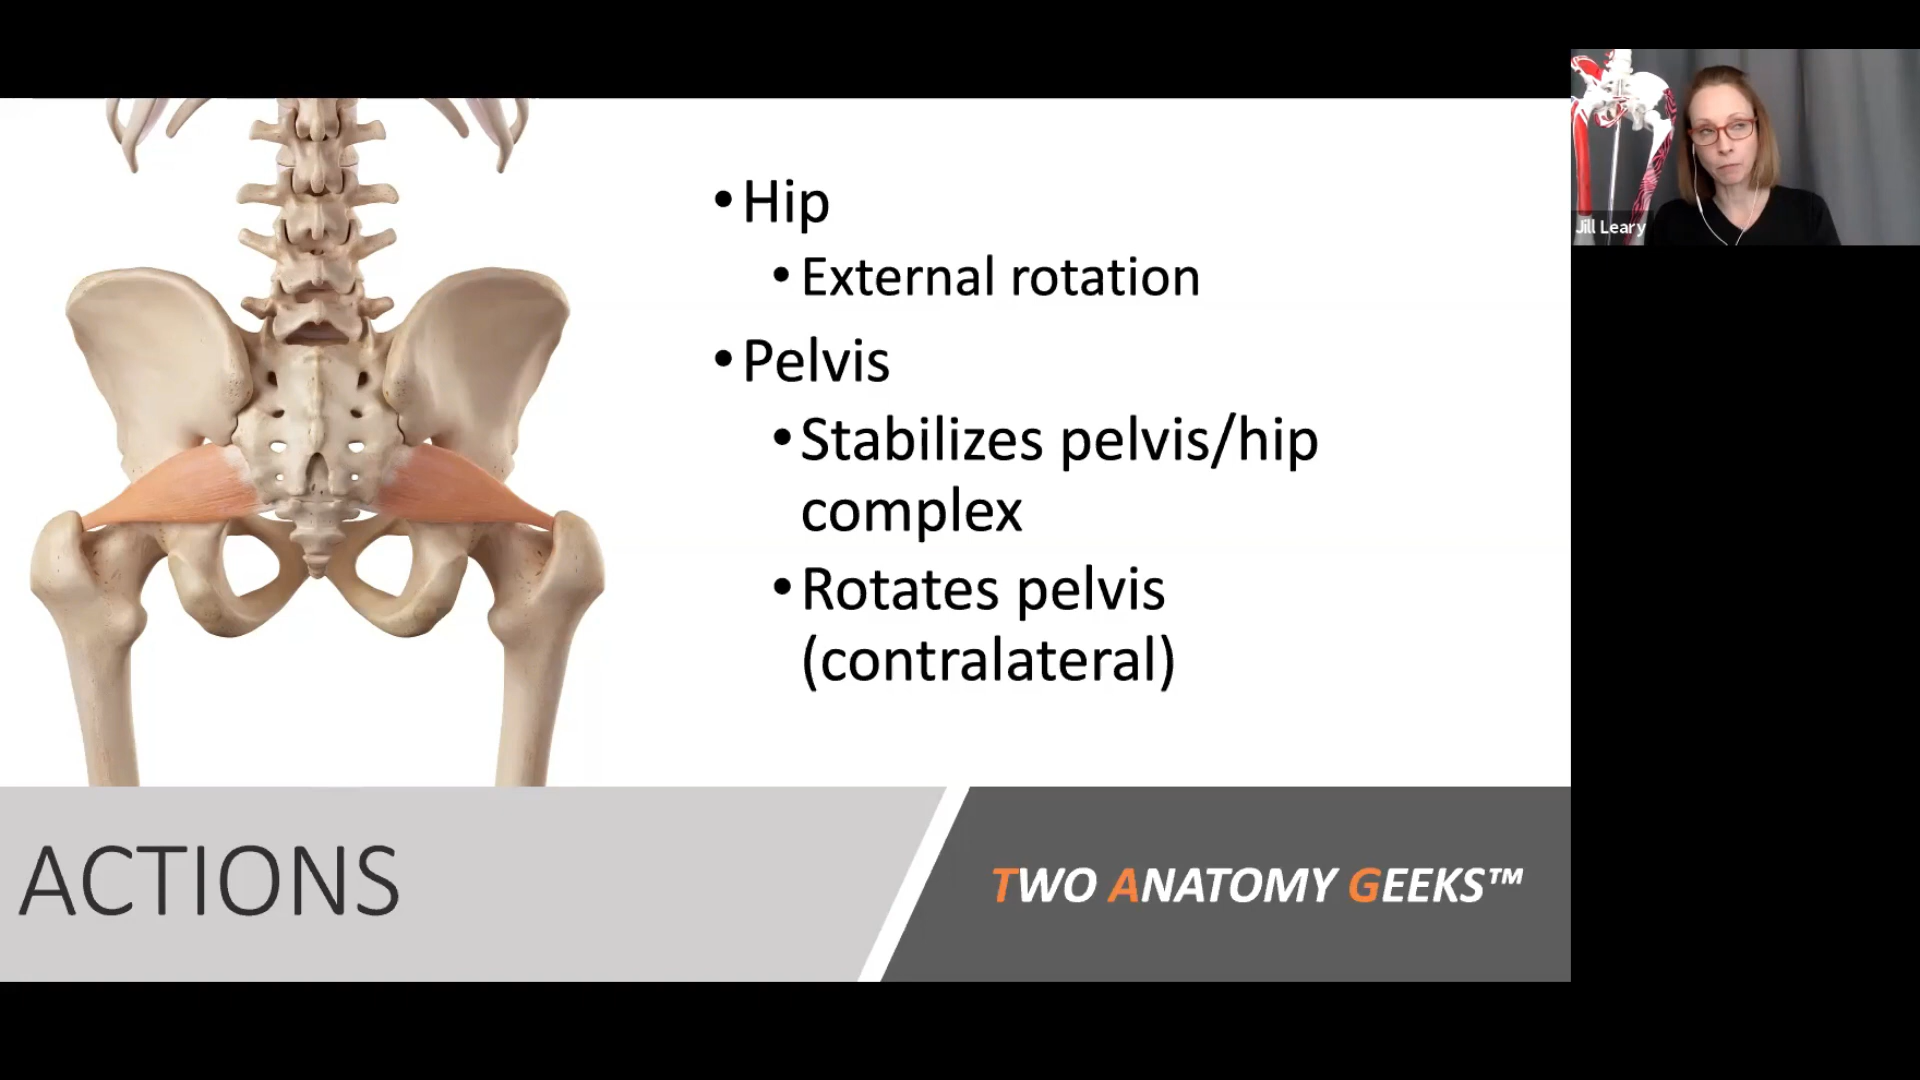 • Hip
• External rotation
• Pelvis
• Stabilizes pelvis/hip
complex
• Rotates pelvis
(contralateral)
ACTIONS
TWO ANATOMY GEEKS™
Jill Leary